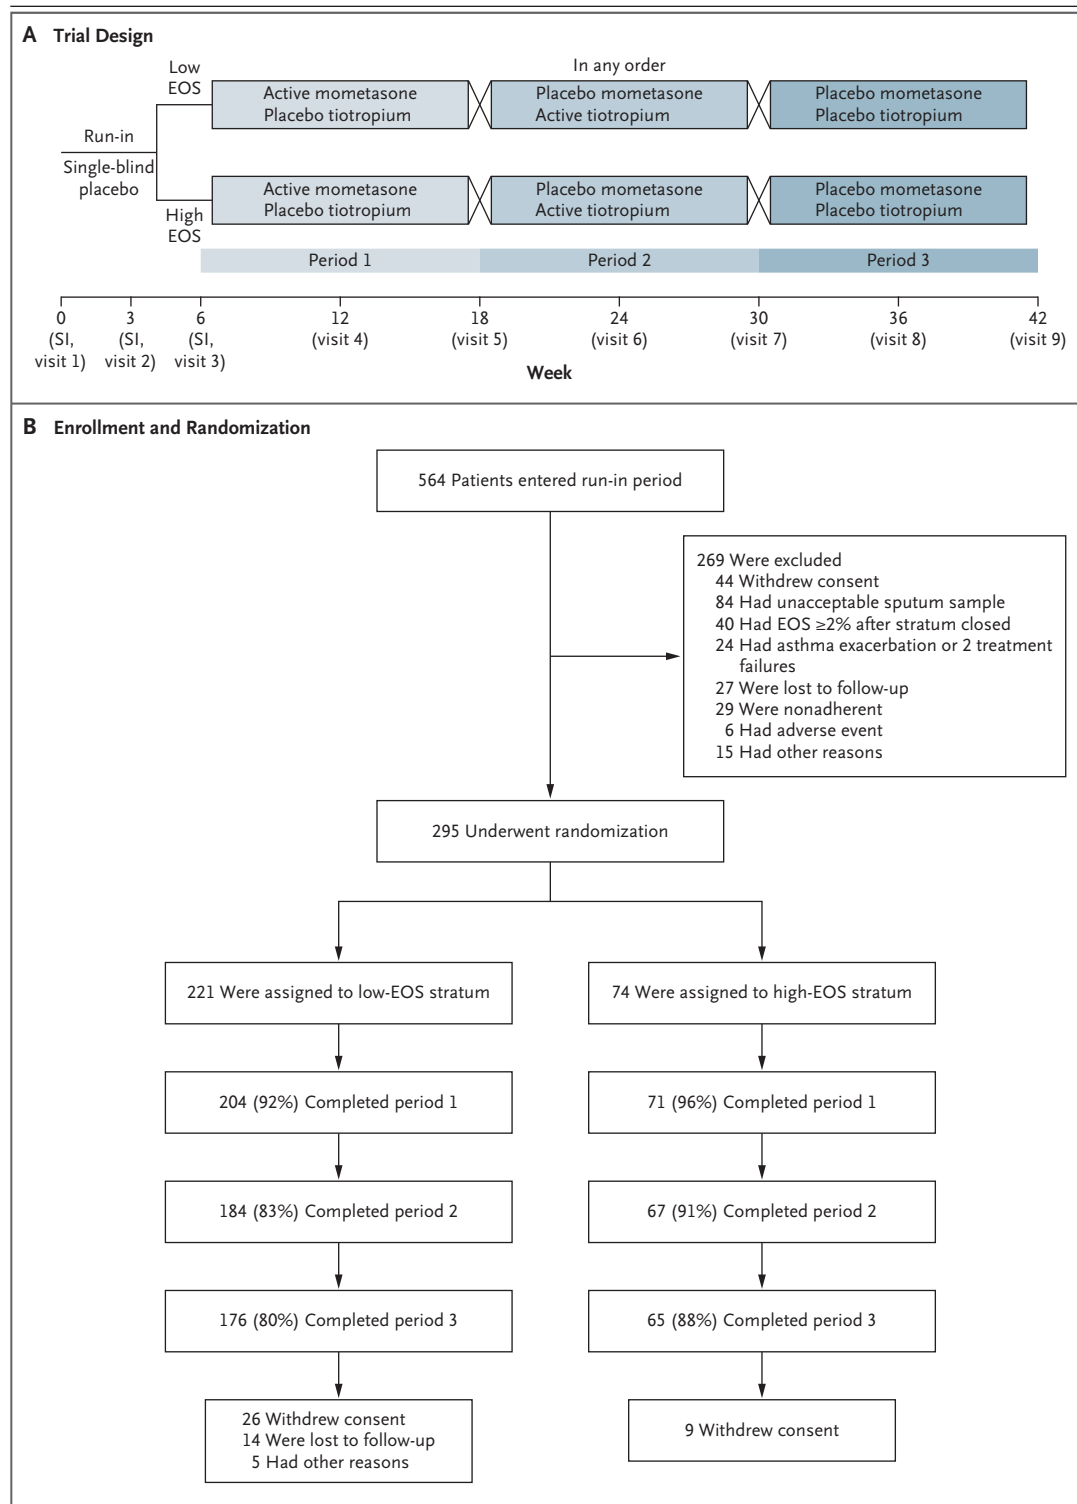 A Trial Design
Low
EOS
In any order
Active mometasone
Placebo tiotropium
Placebo mometasone
Active tiotropium
Placebo mometasone
Placebo tiotropium
Run-in
Single-blind
placebo
Active mometasone
Placebo tiotropium
Placebo mometasone
Active tiotropium
Placebo mometasone
Placebo tiotropium
High
EOS
Period 1
Period 2
Period 3
0
(SI,
visit 1)
3
(SI,
visit 2)
6
(SI,
visit 3)
12
(visit 4)
18
(visit 5)
24
(visit 6)
30
(visit 7)
36
(visit 8)
42
(visit 9)
Week
B Enrollment and Randomization
564 Patients entered run-in period
269 Were excluded
44 Withdrew consent
84 Had unacceptable sputum sample
40 Had EOS ≥2% after stratum closed
24 Had asthma exacerbation or 2 treatment
failures
27 Were lost to follow-up
29 Were nonadherent
6 Had adverse event
15 Had other reasons
295 Underwent randomization
221 Were assigned to low-EOS stratum
74 Were assigned to high-EOS stratum
204 (92%) Completed period 1
71 (96%) Completed period 1
184 (83%) Completed period 2
67 (91%) Completed period 2
176 (80%) Completed period 3
65 (88%) Completed period 3
26 Withdrew consent
14 Were lost to follow-up
5 Had other reasons
9 Withdrew consent